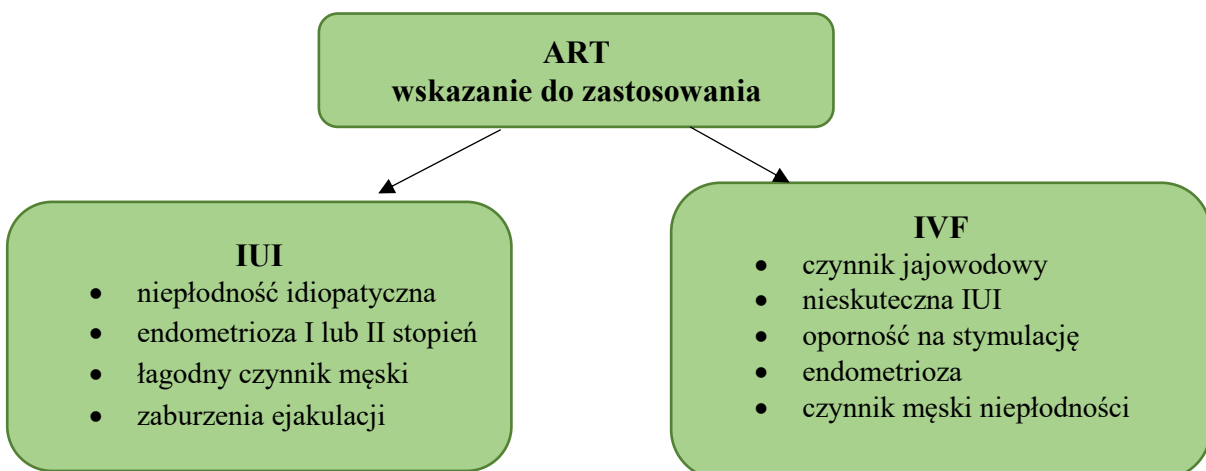 ART
wskazanie do zastosowania
IUI
• niepłodność idiopatyczna
• endometrioza I lub II stopień
• łagodny czynnik męski
• zaburzenia ejakulacji
IVF
• czynnik jajowodowy
• nieskuteczna IUI
• oporność na stymulację
• endometrioza
• czynnik męski niepłodności